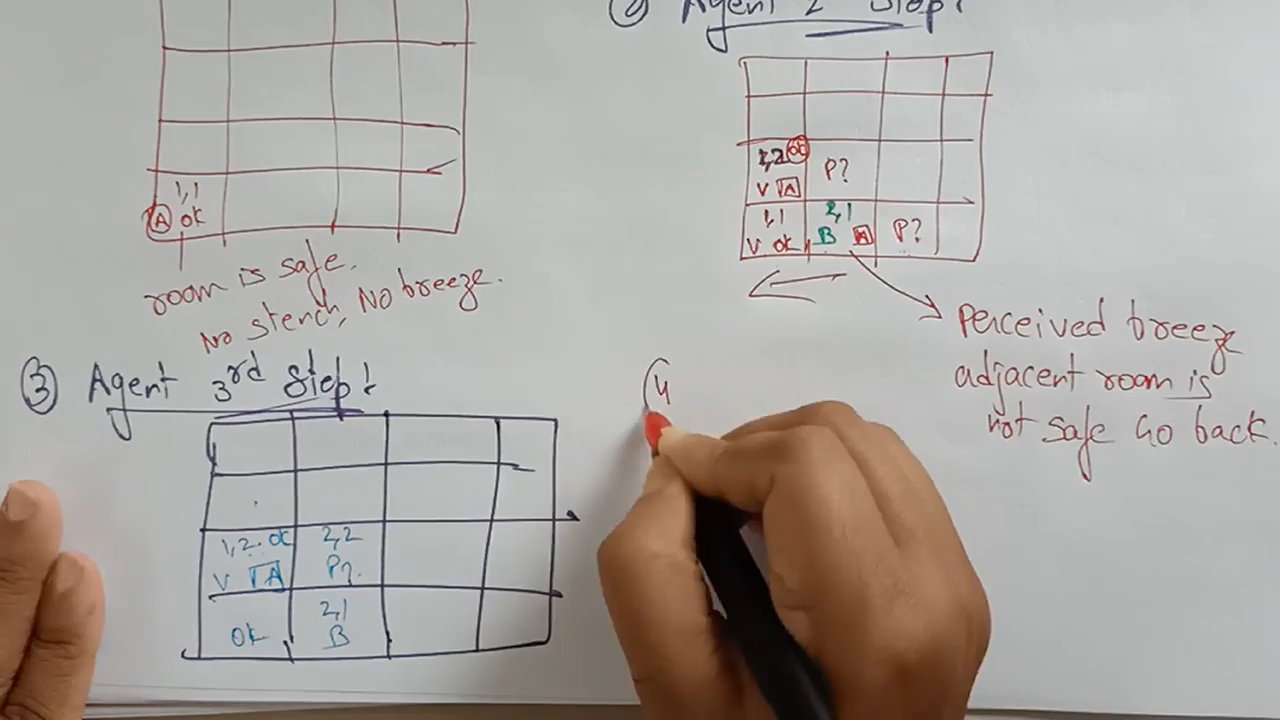 1,1
A OK
room is safe.
No stench, No breeze.
② Agent 2 Step:
1,2 OK
V A
P?
1,1
V OK
2,1
B A
P?
perceived breeze
adjacent room is
not safe Go back.
③ Agent 3rd Step:
1,2. OK
V A
2,2
P?
OK
2,1
B
4